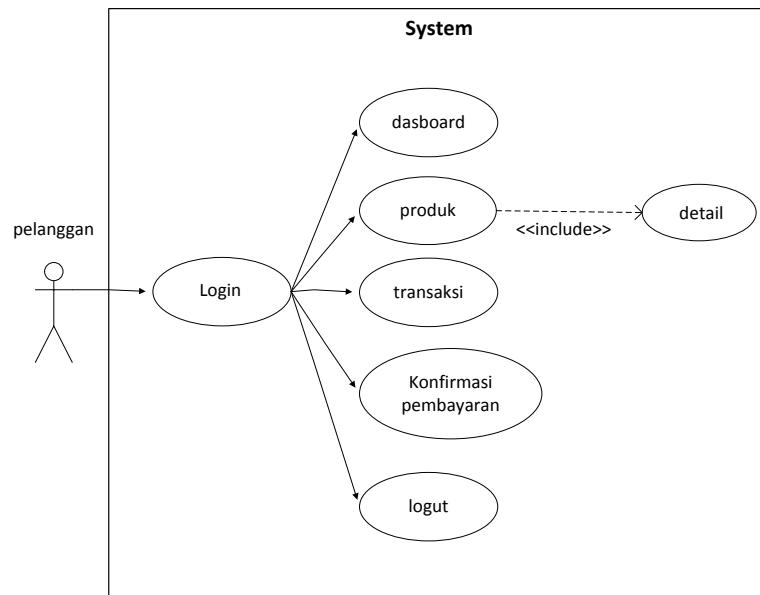 System
dasboard
produk
<<include>>
detail
pelanggan
Login
transaksi
Konfirmasi
pembayaran
logut